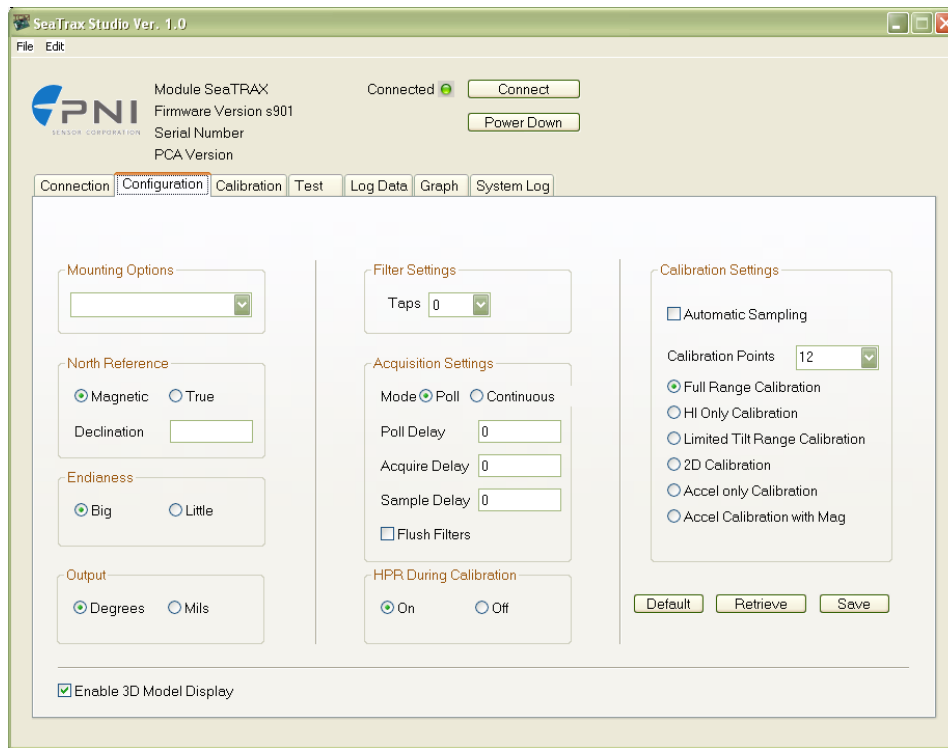 SeaTrax Studio Ver. 1.0
File Edit
PNI
SENSOR CORPORATION
Module SeaTRAX
Firmware Version s901
Serial Number
PCA Version
Connected
Connect
Power Down
Connection Configuration Calibration Test Log Data Graph System Log
Mounting Options
North Reference
Magnetic True
Declination
Endianess
Big Little
Output
Degrees Mils
Filter Settings
Taps 0
Acquisition Settings
Mode Poll Continuous
Poll Delay 0
Acquire Delay 0
Sample Delay 0
Flush Filters
HPR During Calibration
On Off
Calibration Settings
Automatic Sampling
Calibration Points 12
Full Range Calibration
HI Only Calibration
Limited Tilt Range Calibration
2D Calibration
Accel only Calibration
Accel Calibration with Mag
Default Retrieve Save
Enable 3D Model Display